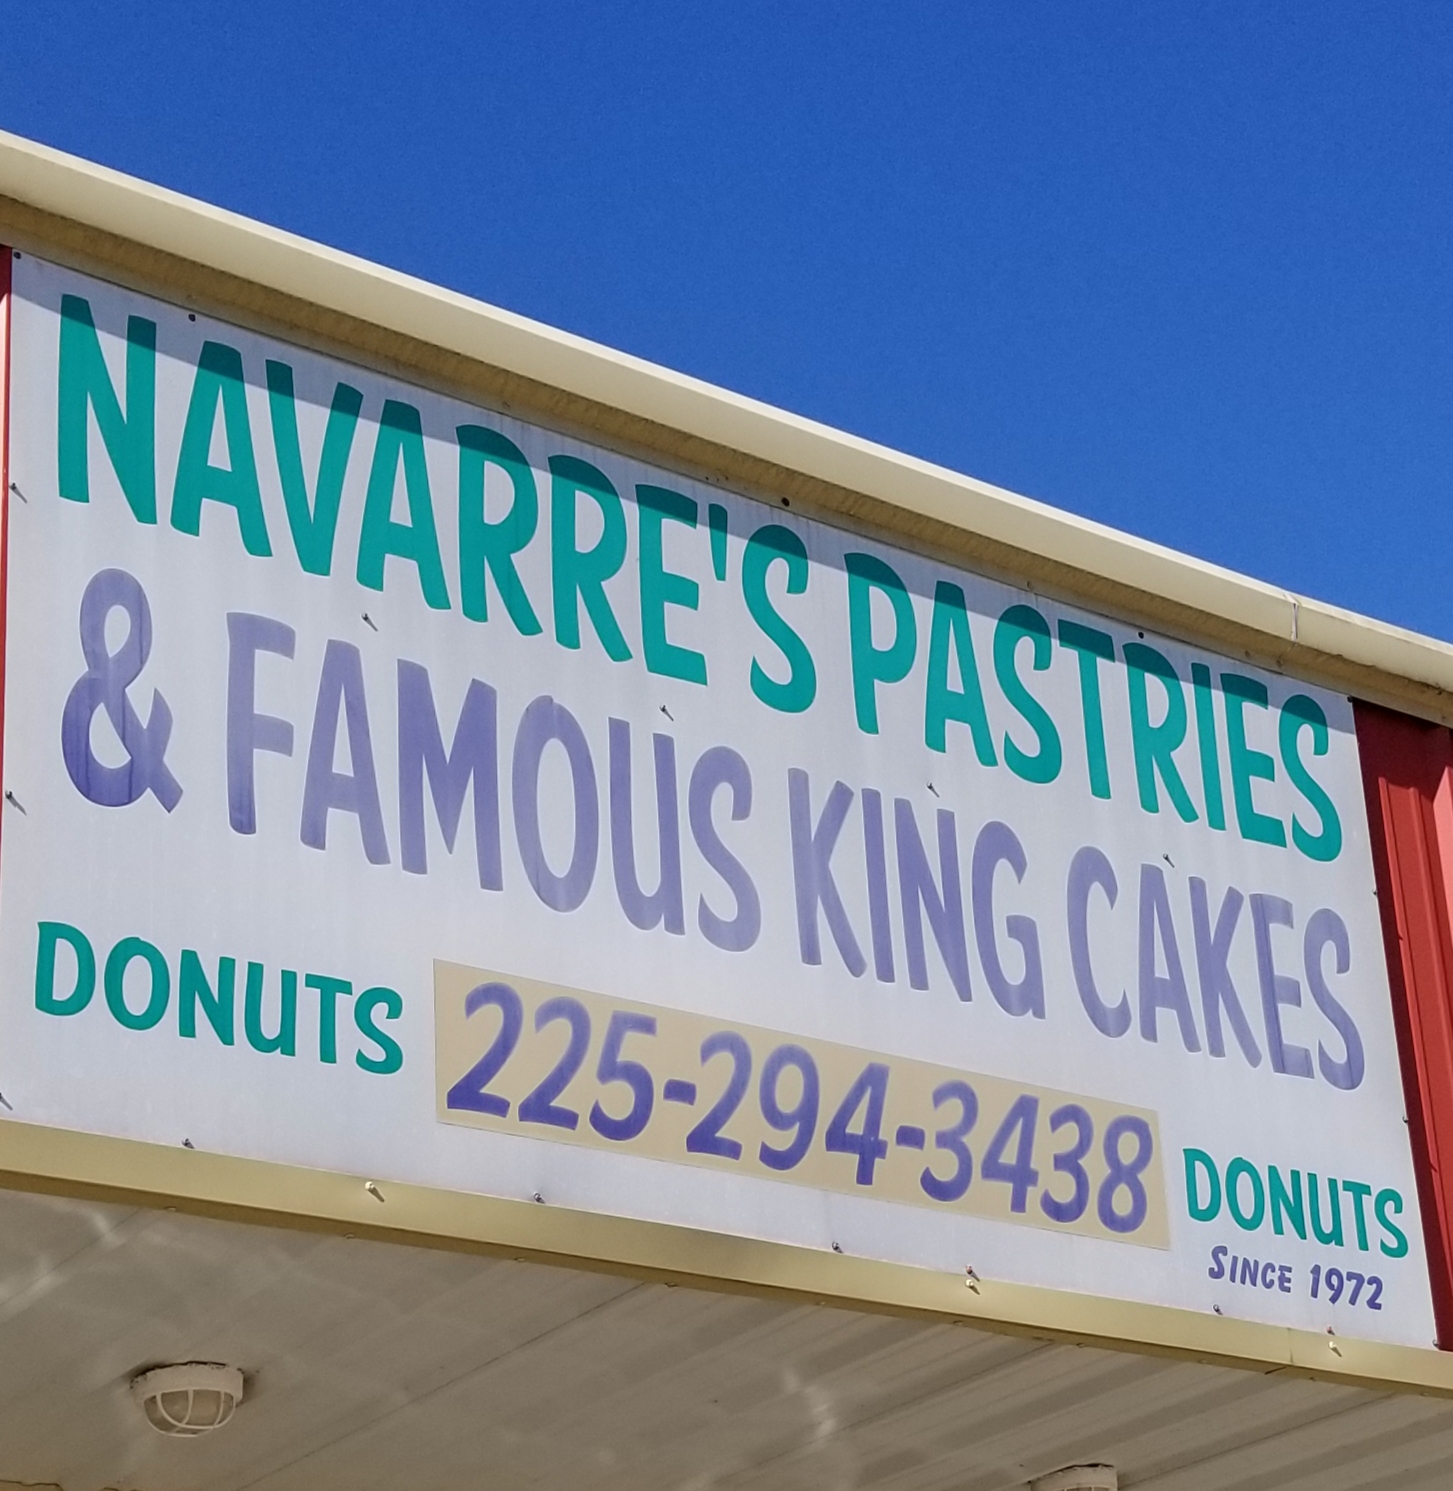 NAVARRE'S PASTRIES
& FAMOUS KING CAKES
DONUTS 225-294-3438 DONUTS
SINCE 1972